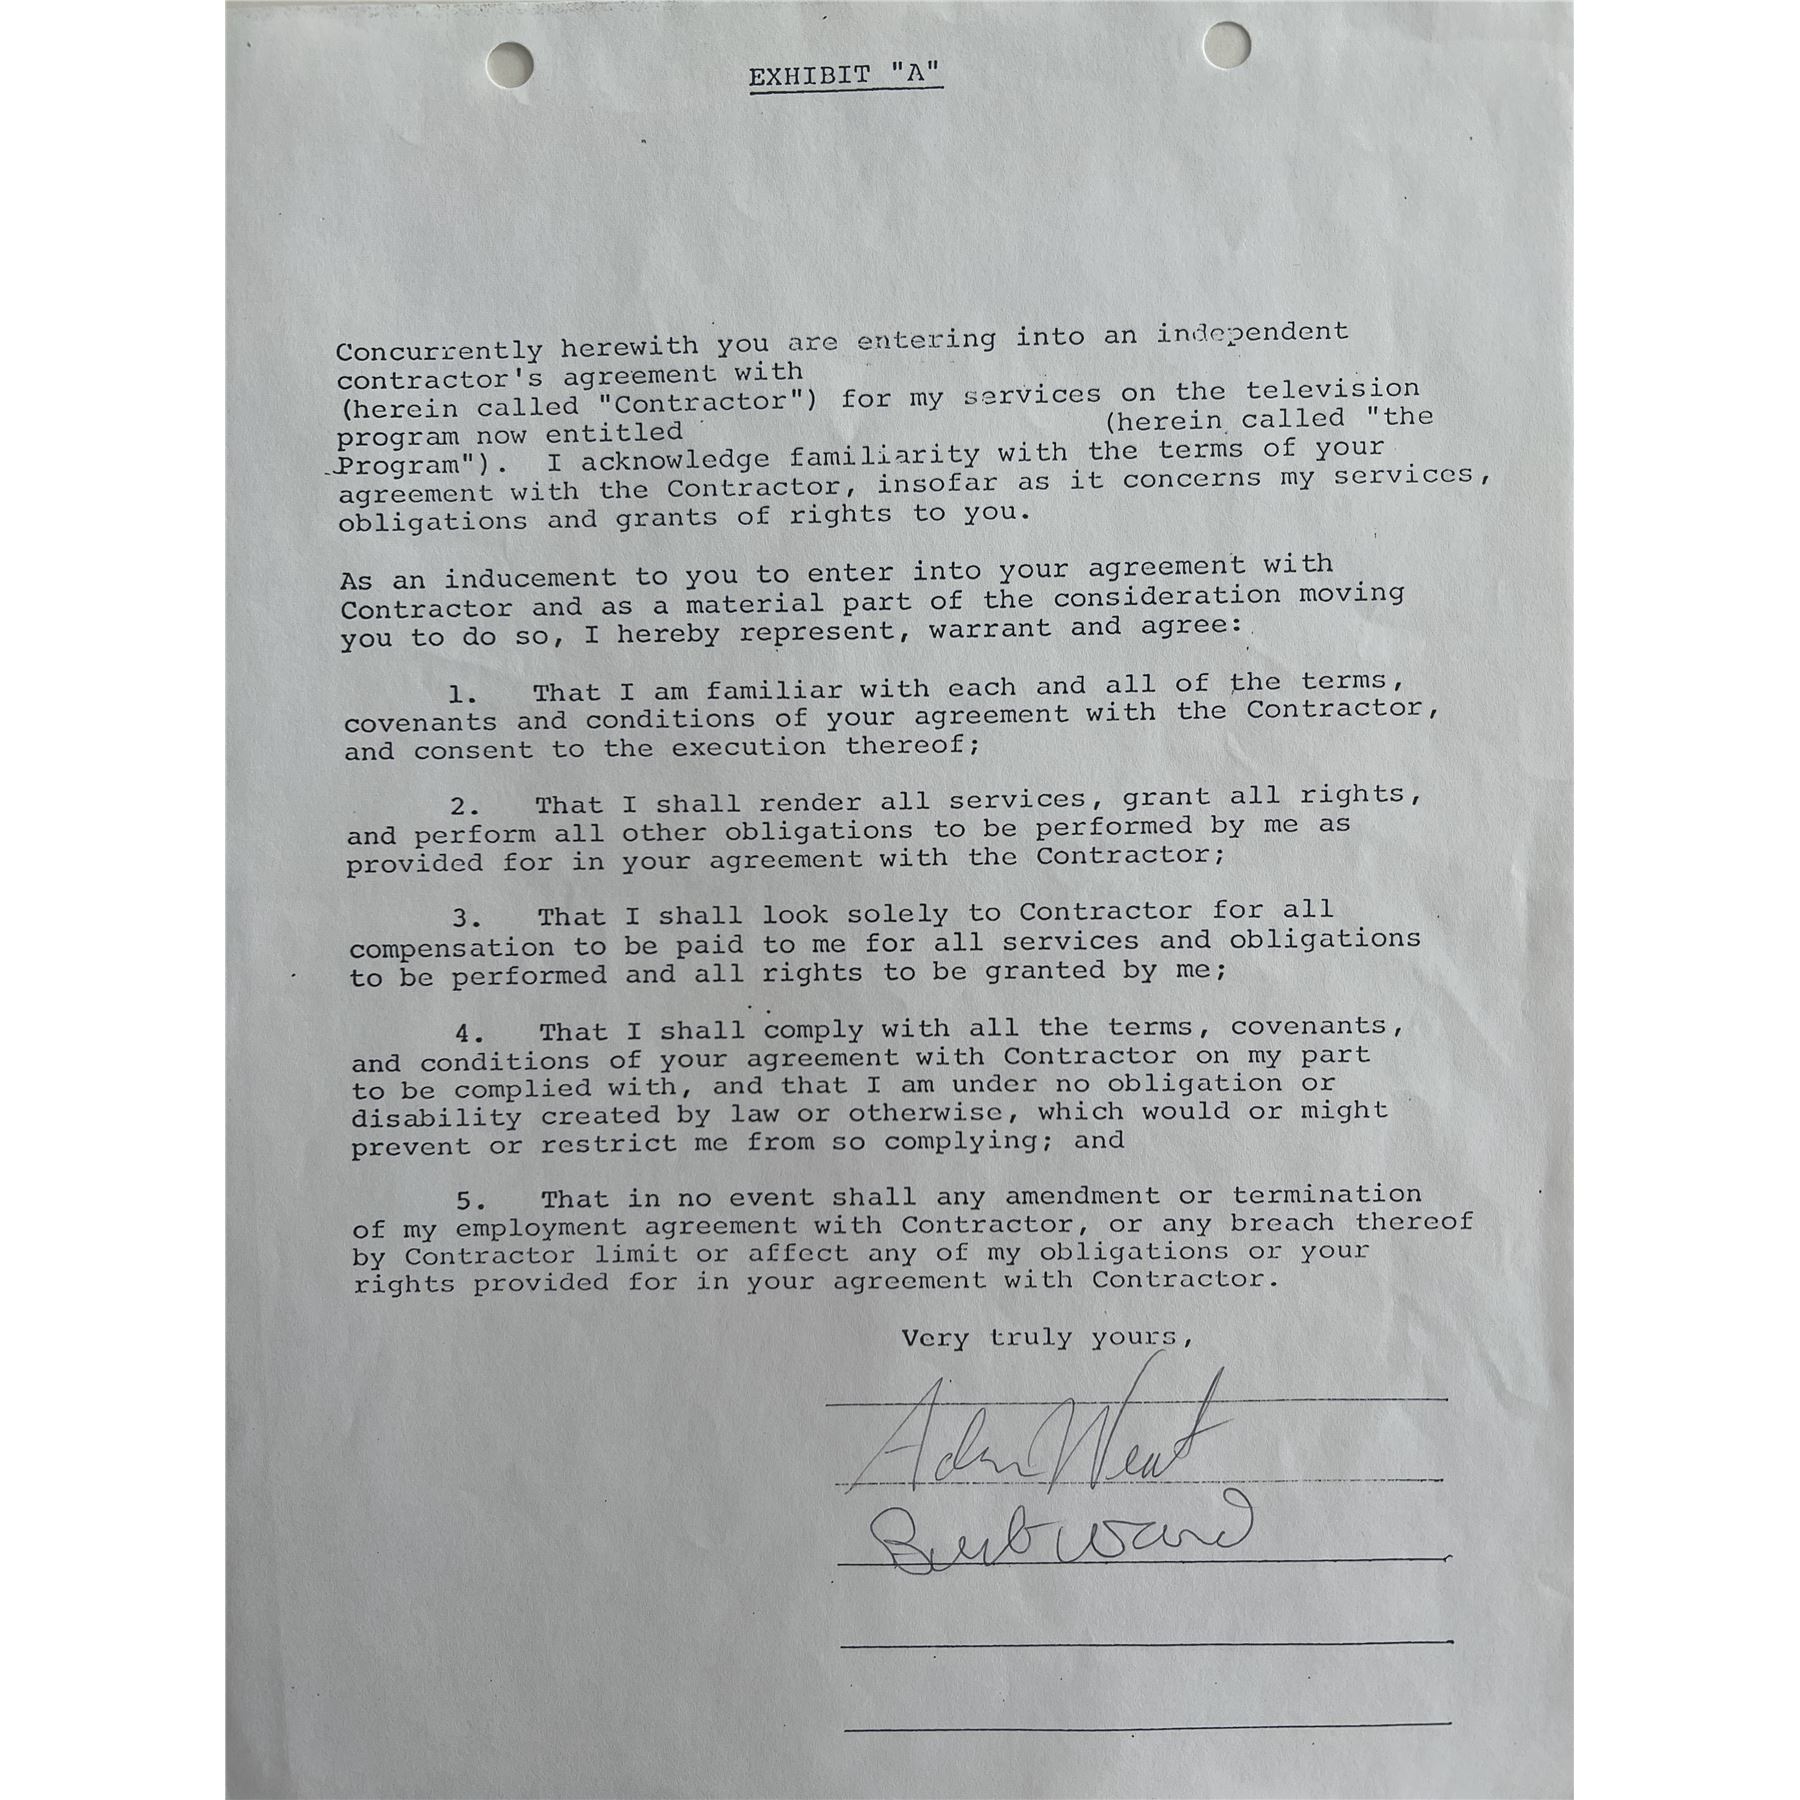 EXHIBIT "A"
Concurrently herewith you are entering into an independent
contractor's agreement with
(herein called "Contractor") for my services on the television
program now entitled (herein called "the
Program"). I acknowledge familiarity with the terms of your
agreement with the Contractor, insofar as it concerns my services,
obligations and grants of rights to you.
As an inducement to you to enter into your agreement with
Contractor and as a material part of the consideration moving
you to do so, I hereby represent, warrant and agree:
1. That I am familiar with each and all of the terms,
covenants and conditions of your agreement with the Contractor,
and consent to the execution thereof;
2. That I shall render all services, grant all rights,
and perform all other obligations to be performed by me as
provided for in your agreement with the Contractor;
3. That I shall look solely to Contractor for all
compensation to be paid to me for all services and obligations
to be performed and all rights to be granted by me;
4. That I shall comply with all the terms, covenants,
and conditions of your agreement with Contractor on my part
to be complied with, and that I am under no obligation or
disability created by law or otherwise, which would or might
prevent or restrict me from so complying; and
5. That in no event shall any amendment or termination
of my employment agreement with Contractor, or any breach thereof
by Contractor limit or affect any of my obligations or your
rights provided for in your agreement with Contractor.
Very truly yours,
Adam West
Burt Ward